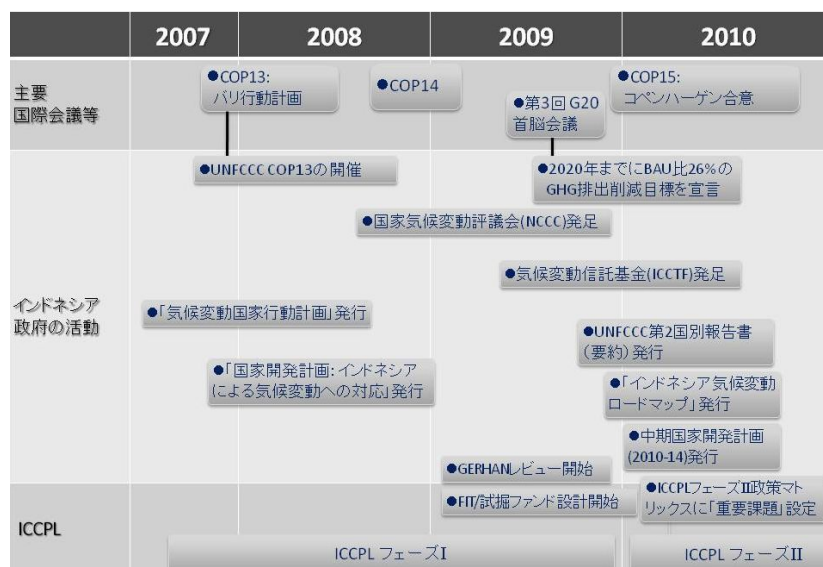 2007
2008
2009
2010
主要
国際会議等
●COP13:
バリ行動計画
●COP14
●第3回 G20
首脳会議
●COP15:
コペンハーゲン合意
インドネシア
政府の活動
●UNFCCC COP13の開催
●2020年までにBAU比26%の
GHG排出削減目標を宣言
●国家気候変動評議会(NCCC)発足
●気候変動信託基金(ICCTF)発足
●「気候変動国家行動計画」発行
●UNFCCC第2国別報告書
（要約）発行
●「国家開発計画: インドネシア
による気候変動への対応」発行
●「インドネシア気候変動
ロードマップ」発行
●中期国家開発計画
(2010-14)発行
●GERHANレビュー開始
ICCPL
●FIT/試掘ファンド設計開始
●ICCPLフェーズⅡ政策マト
リックスに「重要課題」設定
ICCPL フェーズⅠ
ICCPL フェーズⅡ